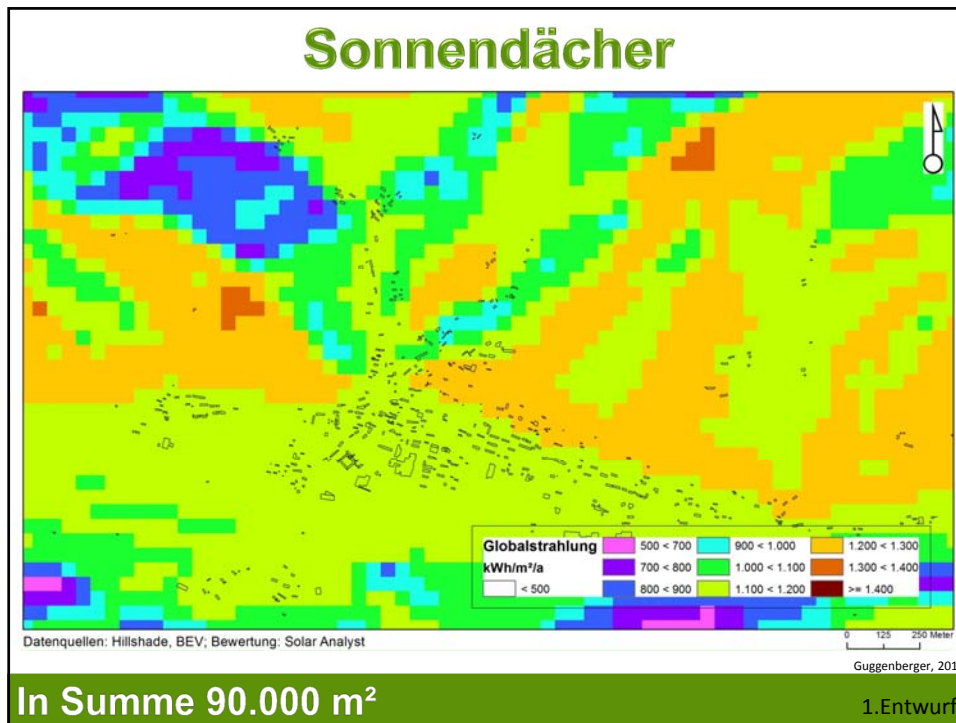 Sonnendächer
Globalstrahlung
kWh/m²/a
< 500
500 < 700
700 < 800
800 < 900
900 < 1.000
1.000 < 1.100
1.100 < 1.200
1.200 < 1.300
1.300 < 1.400
>= 1.400
Datenquellen: Hillshade, BEV; Bewertung: Solar Analyst
0 125 250 Meter
Guggenberger, 201
In Summe 90.000 m²
1.Entwurf